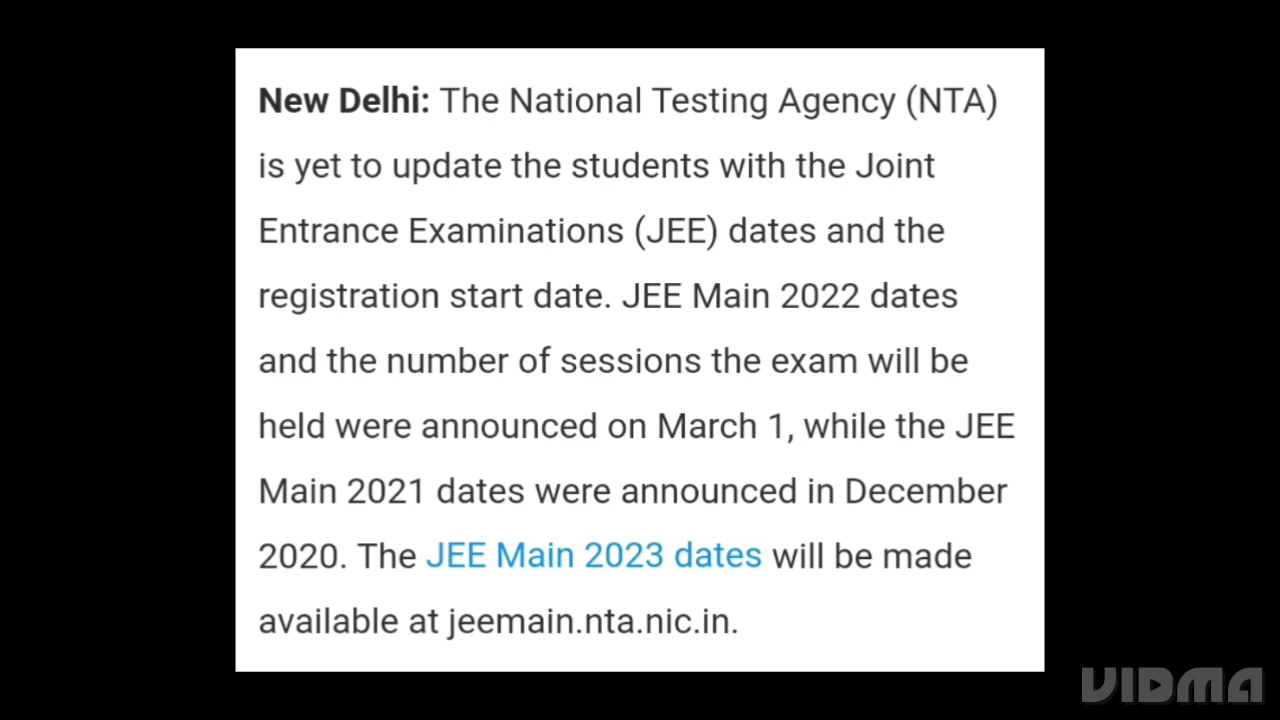 New Delhi: The National Testing Agency (NTA)
is yet to update the students with the Joint
Entrance Examinations (JEE) dates and the
registration start date. JEE Main 2022 dates
and the number of sessions the exam will be
held were announced on March 1, while the JEE
Main 2021 dates were announced in December
2020. The JEE Main 2023 dates will be made
available at jeemain.nta.nic.in.
VIDMA